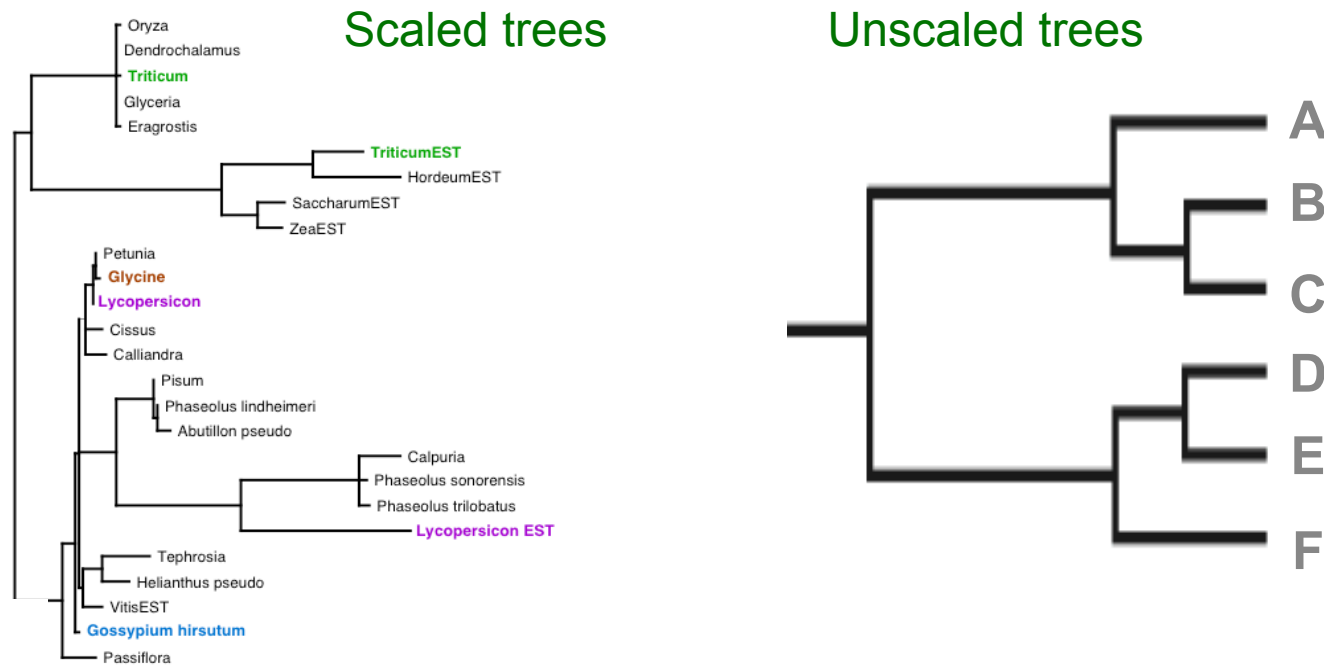 Scaled trees
Unscaled trees
Oryza
Dendrochalamus
Triticum
Glyceria
Eragrostis
TriticumEST
HordeumEST
SaccharumEST
ZeaEST
Petunia
Glycine
Lycopersicon
Cissus
Calliandra
Pisum
Phaseolus lindheimeri
Abutillon pseudo
Calpuria
Phaseolus sonorensis
Phaseolus trilobatus
Lycopersicon EST
Tephrosia
Helianthus pseudo
VitisEST
Gossypium hirsutum
Passiflora
A
B
C
D
E
F